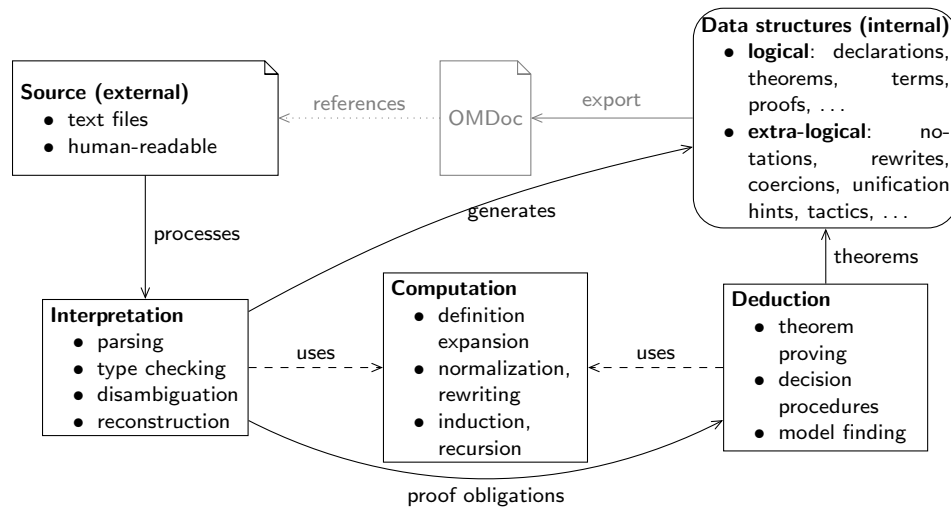 Data structures (internal)
• logical: declarations,
theorems, terms,
proofs, . . .
• extra-logical: no-
tations, rewrites,
coercions, unification
hints, tactics, . . .
Source (external)
• text files
• human-readable
references
OMDoc
export
generates
processes
theorems
Interpretation
• parsing
• type checking
• disambiguation
• reconstruction
uses
Computation
• definition
expansion
• normalization,
rewriting
• induction,
recursion
uses
Deduction
• theorem
proving
• decision
procedures
• model finding
proof obligations